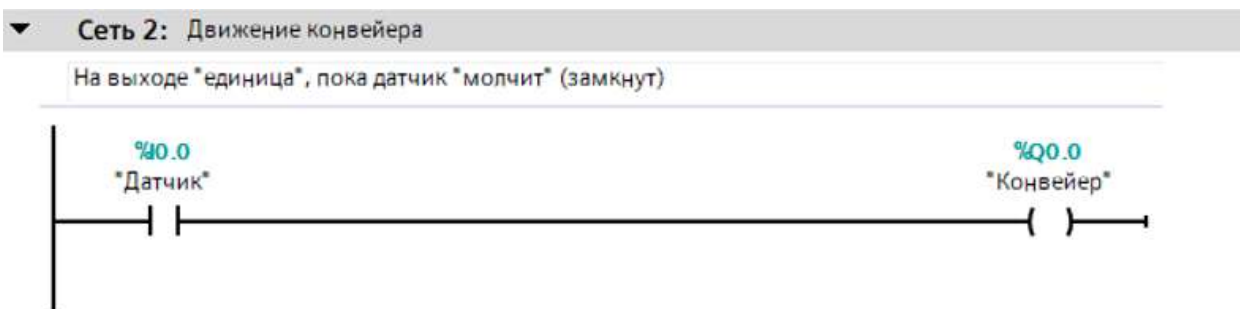 Сеть 2: Движение конвейера
На выходе "единица", пока датчик "молчит" (замкнут)
%I0.0 %Q0.0
"Датчик" "Конвейер"